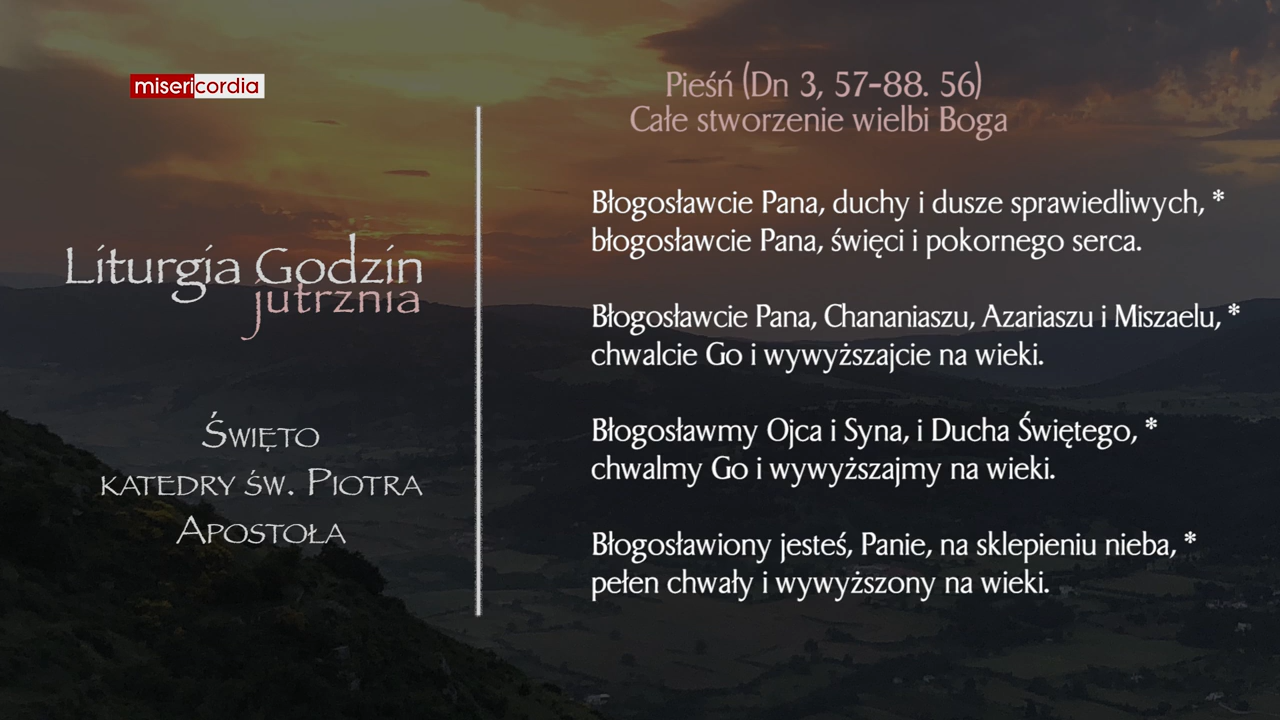 misericordia
Liturgia Godzin
jutrznia
Święto
katedry św. Piotra
Apostoła
Pieśń (Dn 3, 57-88. 56)
Całe stworzenie wielbi Boga
Błogosławcie Pana, duchy i dusze sprawiedliwych, *
błogosławcie Pana, święci i pokornego serca.
Błogosławcie Pana, Chananiaszu, Azariaszu i Miszaelu, *
chwalcie Go i wywyższajcie na wieki.
Błogosławmy Ojca i Syna, i Ducha Świętego, *
chwalmy Go i wywyższajmy na wieki.
Błogosławiony jesteś, Panie, na sklepieniu nieba, *
pełen chwały i wywyższony na wieki.